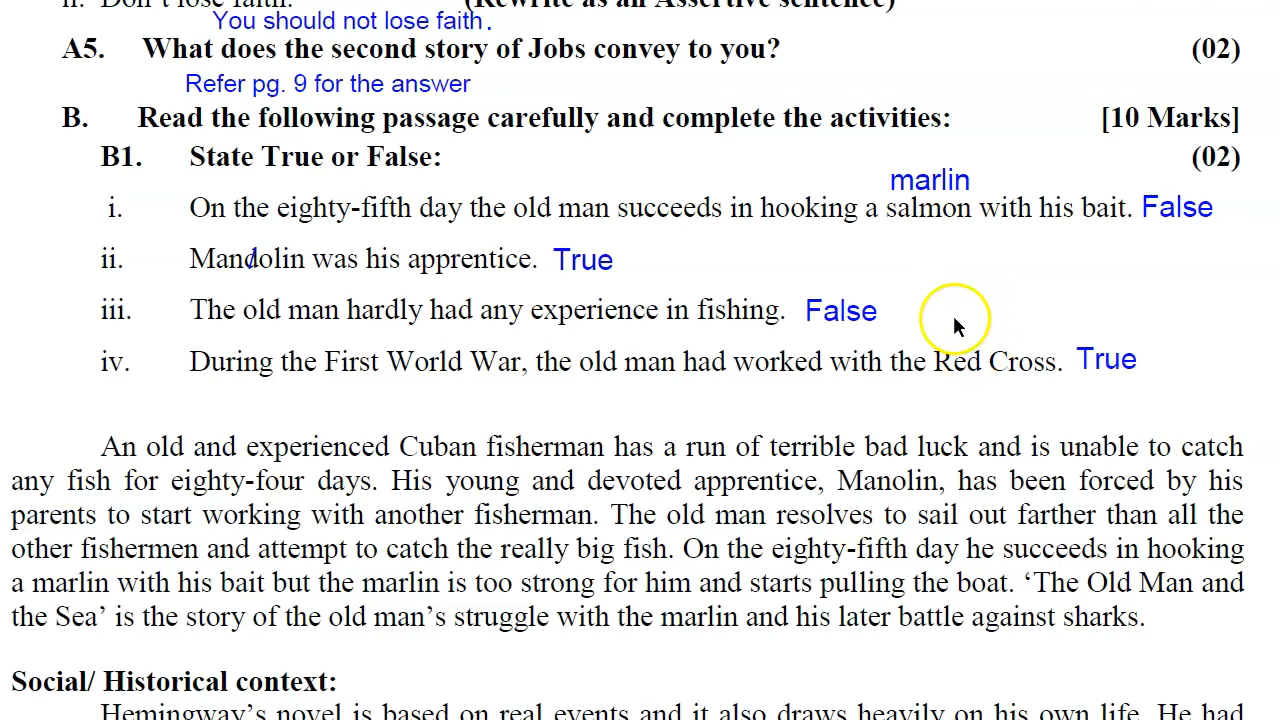 ii. Don't lose faith. (Rewrite as an Assertive sentence)
You should not lose faith.
A5. What does the second story of Jobs convey to you? (02)
Refer pg. 9 for the answer
B. Read the following passage carefully and complete the activities: [10 Marks]
B1. State True or False: (02)
marlin
i. On the eighty-fifth day the old man succeeds in hooking a salmon with his bait. False
ii. Mandolin was his apprentice. True
iii. The old man hardly had any experience in fishing. False
iv. During the First World War, the old man had worked with the Red Cross. True
An old and experienced Cuban fisherman has a run of terrible bad luck and is unable to catch
any fish for eighty-four days. His young and devoted apprentice, Manolin, has been forced by his
parents to start working with another fisherman. The old man resolves to sail out farther than all the
other fishermen and attempt to catch the really big fish. On the eighty-fifth day he succeeds in hooking
a marlin with his bait but the marlin is too strong for him and starts pulling the boat. ‘The Old Man and
the Sea’ is the story of the old man’s struggle with the marlin and his later battle against sharks.
Social/ Historical context:
Hemingway’s novel is based on real events and it also draws heavily on his own life. He had